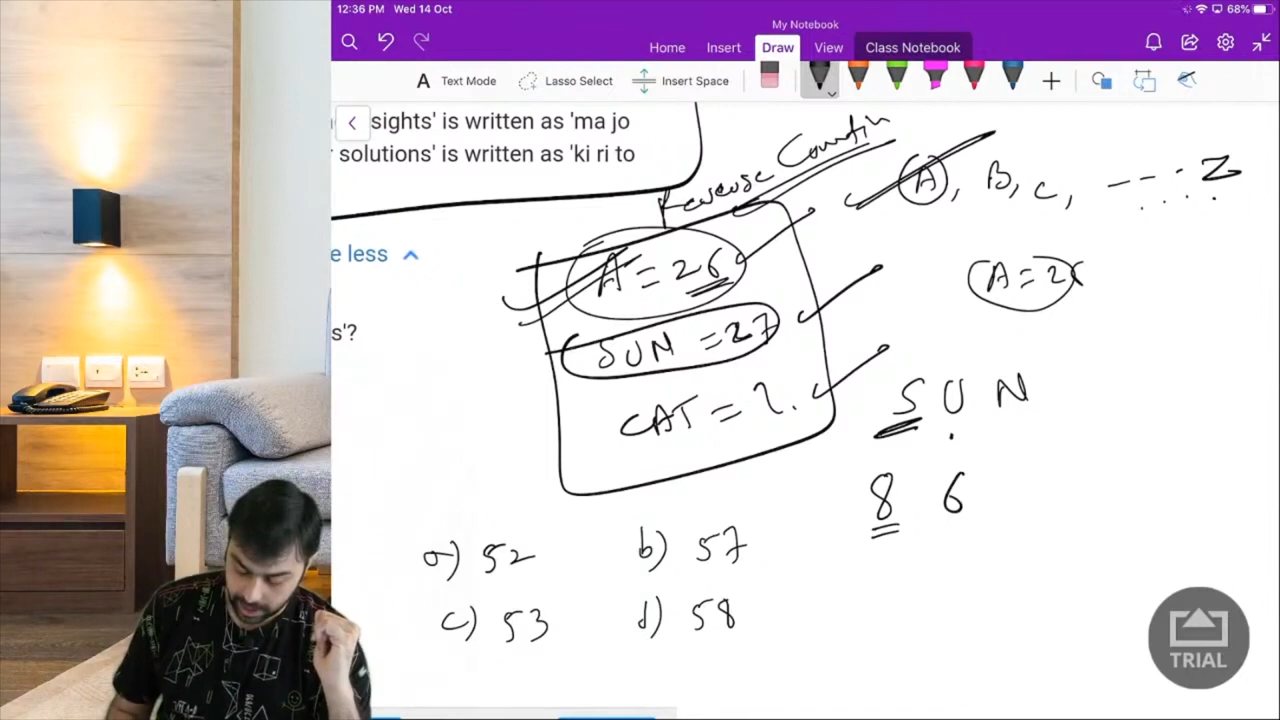 12:36 PM Wed 14 Oct
68%
My Notebook
Home Insert Draw View Class Notebook
A Text Mode Lasso Select Insert Space
sights' is written as 'ma jo
solutions' is written as 'ki ri to
e less
s'?
Reverse Countin
A, B, C, --- Z
A = 26
A = 26
SUN = 27
CAT = ?.
S U N
8 6
a) 52 b) 57
c) 53 d) 58
TRIAL